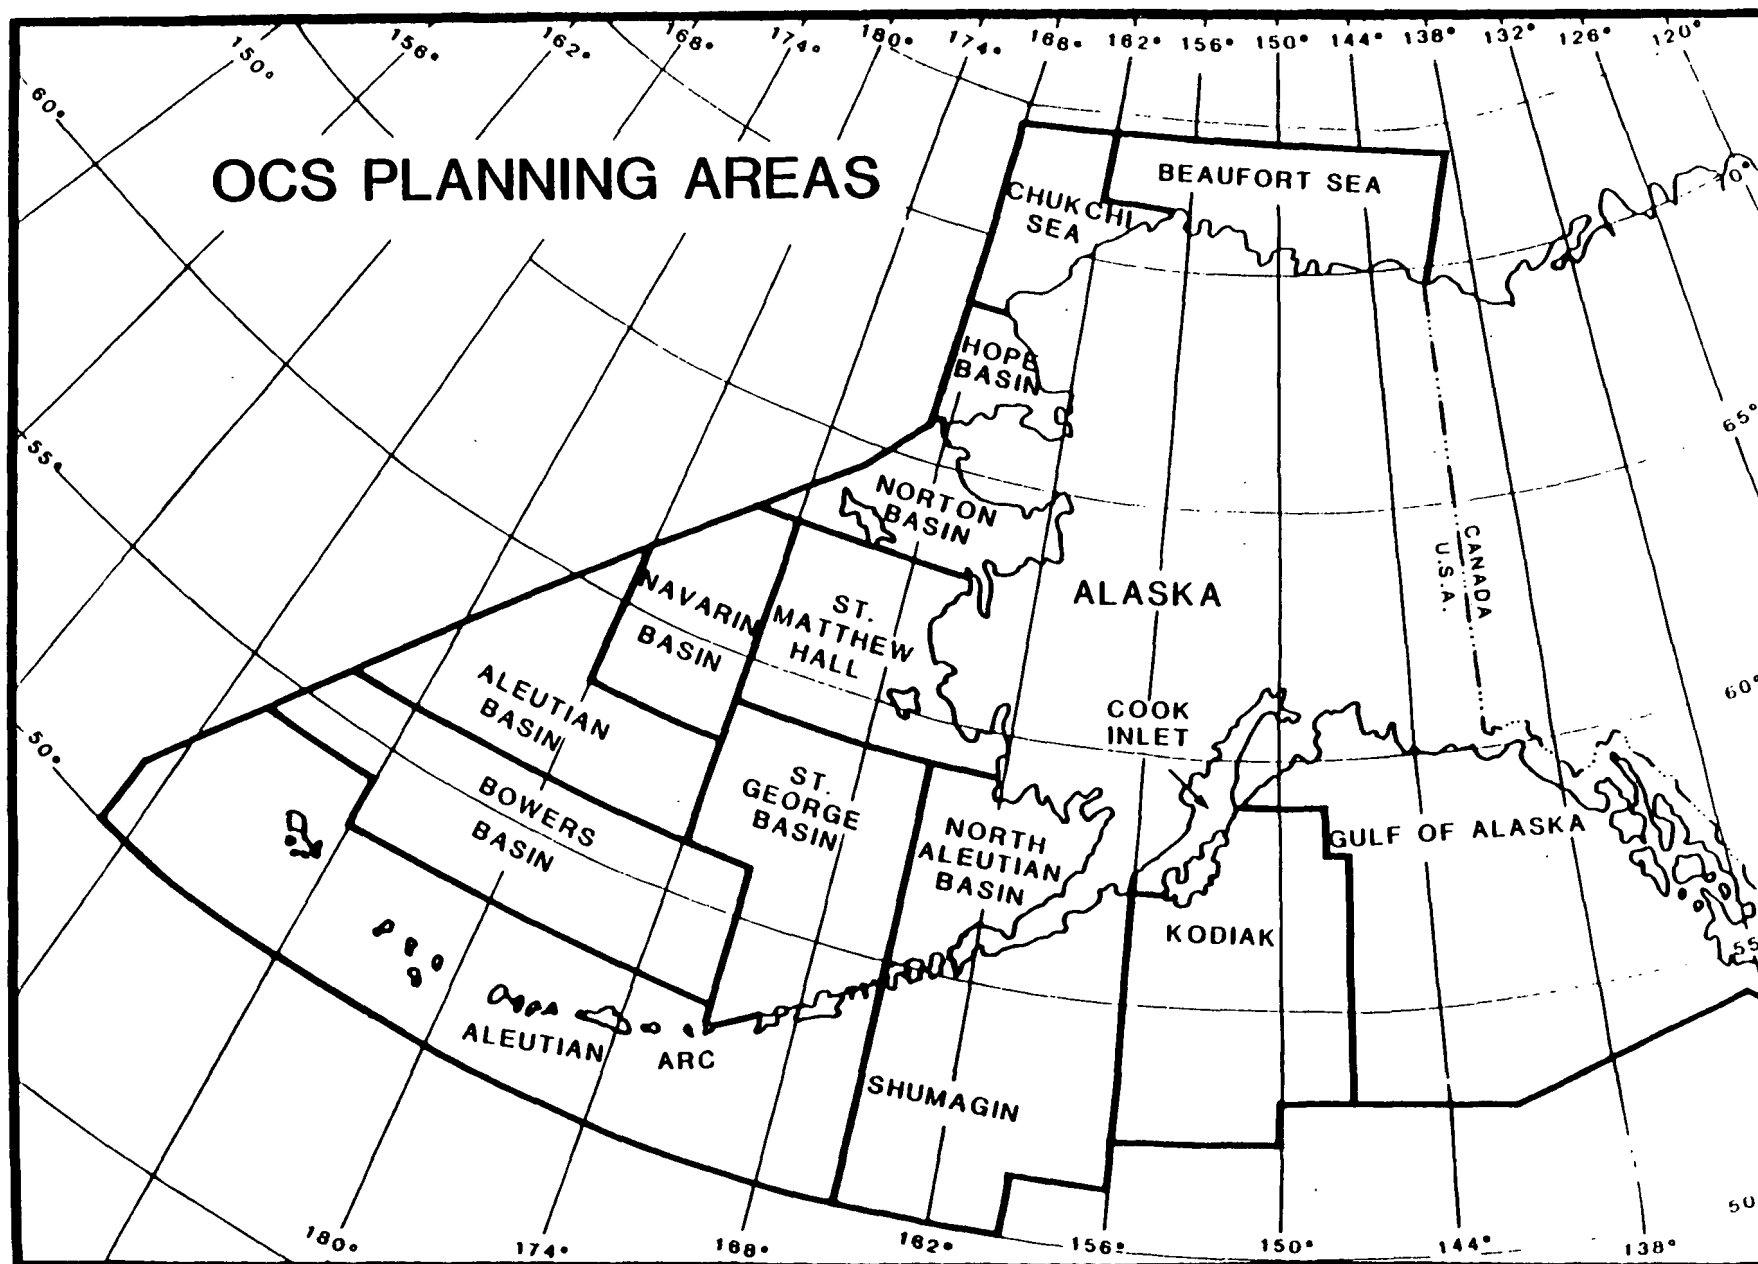 150° 156° 162° 168° 174° 180° 174° 168° 162° 156° 150° 144° 138° 132° 126° 120°
60°
OCS PLANNING AREAS
BEAUFORT SEA
CHUKCHI
SEA
70°
HOPE
BASIN
65°
55°
NORTON
BASIN
CANADA
U.S.A.
ALASKA
NAVARIN
BASIN
ST.
MATTHEW
HALL
60°
ALEUTIAN
BASIN
COOK
INLET
50°
ST.
GEORGE
BASIN
BOWERS
BASIN
NORTH
ALEUTIAN
BASIN
GULF OF ALASKA
KODIAK
55
ALEUTIAN ARC
SHUMAGIN
50
180° 174° 168° 162° 156° 150° 144° 138°